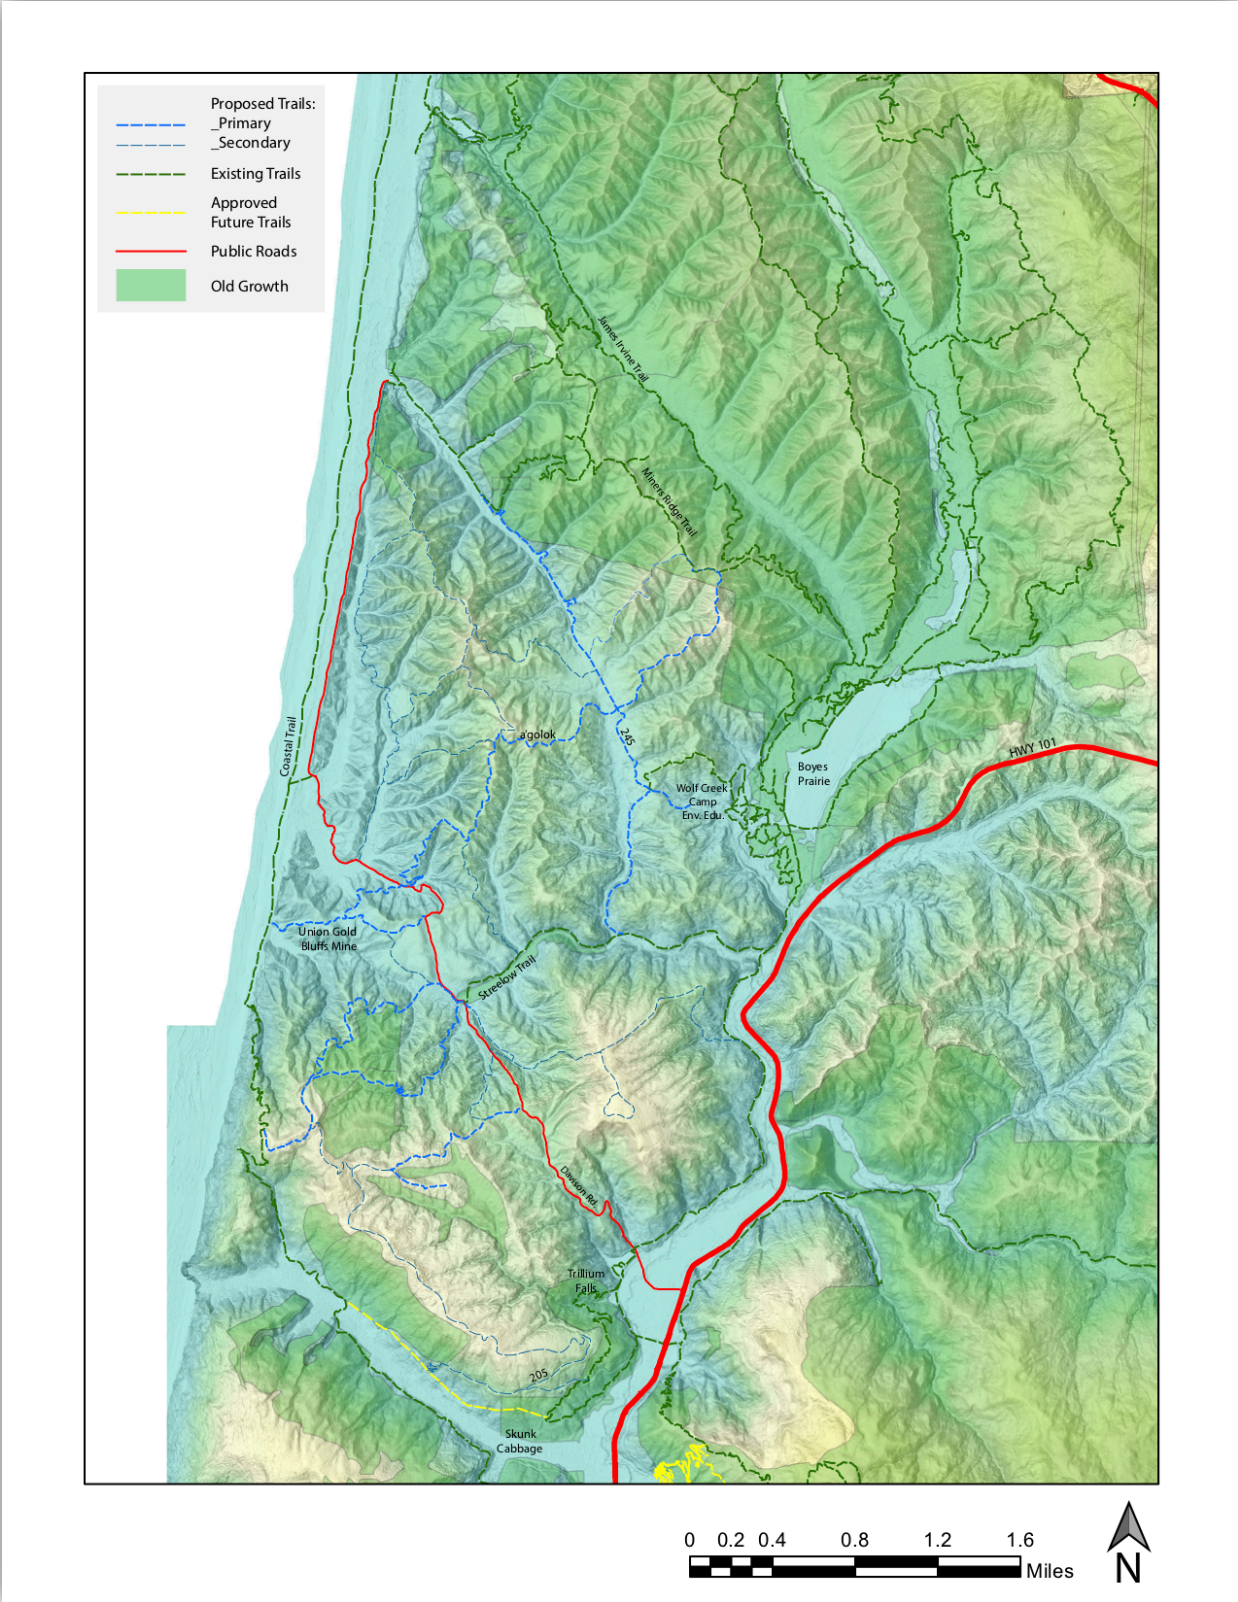 Proposed Trails:
_Primary
_Secondary
Existing Trails
Approved
Future Trails
Public Roads
Old Growth
James Irvine Trail
Miners Ridge Trail
Coastal Trail
a'golok
245
HWY 101
Boyes
Prairie
Wolf Creek
Camp
Env. Edu.
Union Gold
Bluffs Mine
Streelow Trail
Davison Rd.
Trillium
Falls
205
Skunk
Cabbage
0 0.2 0.4 0.8 1.2 1.6
Miles
N